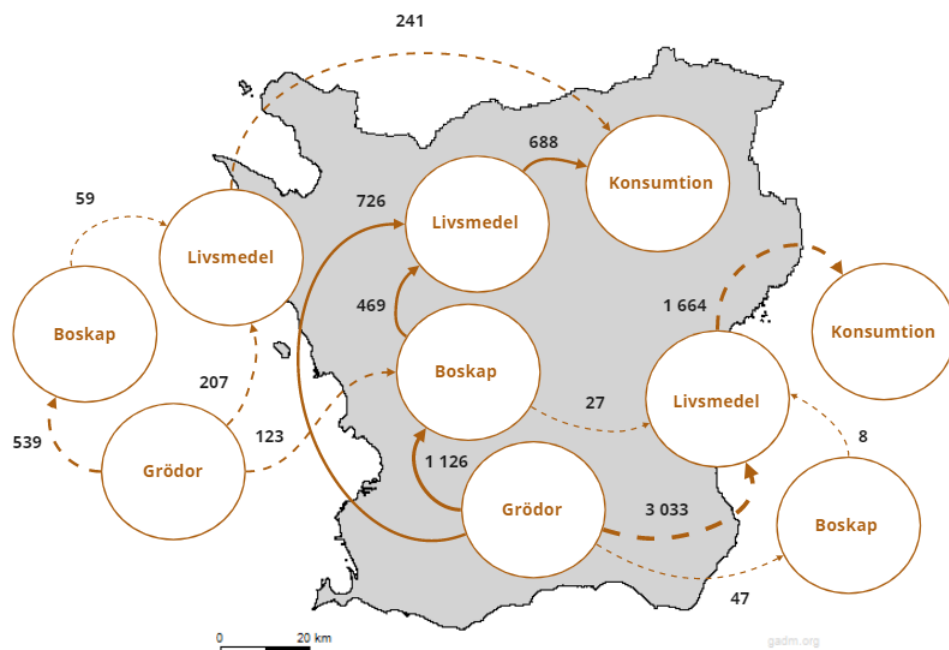 241
688
Konsumtion
59
726
Livsmedel
Livsmedel
469
1 664
Boskap
Konsumtion
Boskap
207
27
Livsmedel
539
123
8
Grödor
1 126
Grödor
3 033
Boskap
47
0 20 km
gadm.org